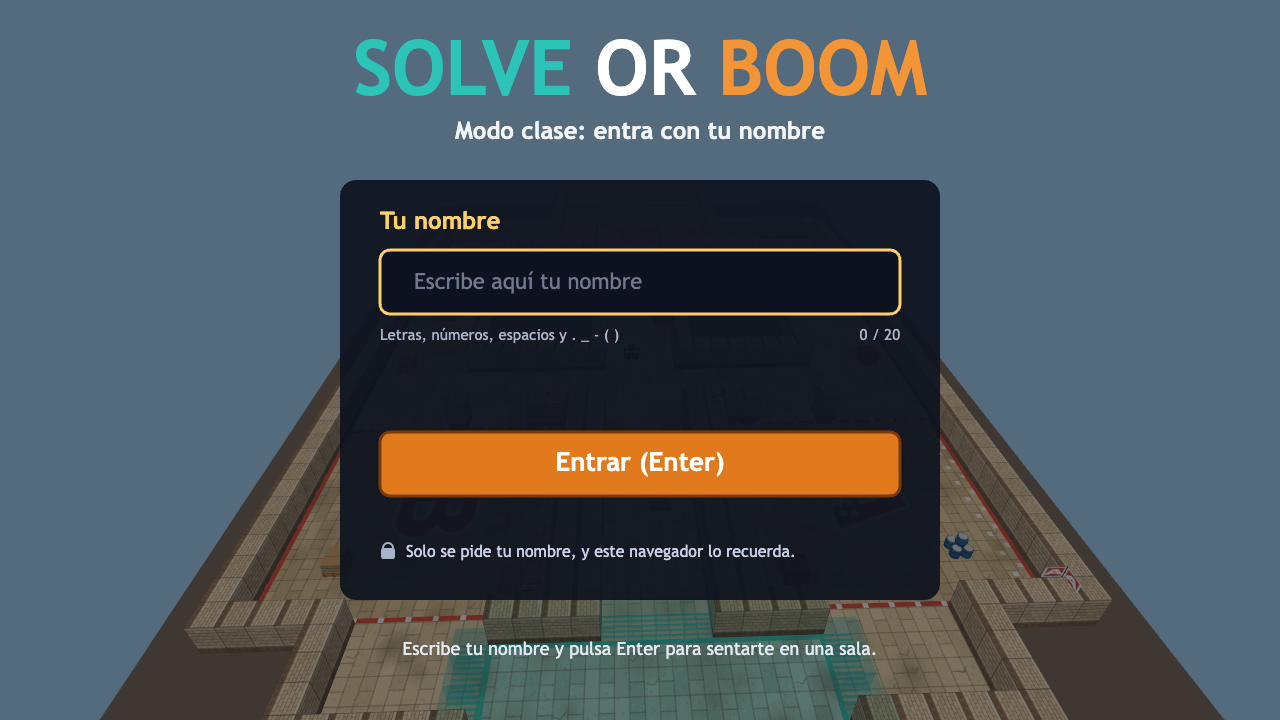 SOLVE OR BOOM
Modo clase: entra con tu nombre
Tu nombre
Escribe aquí tu nombre
Letras, números, espacios y . _ - ( )
0 / 20
Entrar (Enter)
Solo se pide tu nombre, y este navegador lo recuerda.
Escribe tu nombre y pulsa Enter para sentarte en una sala.